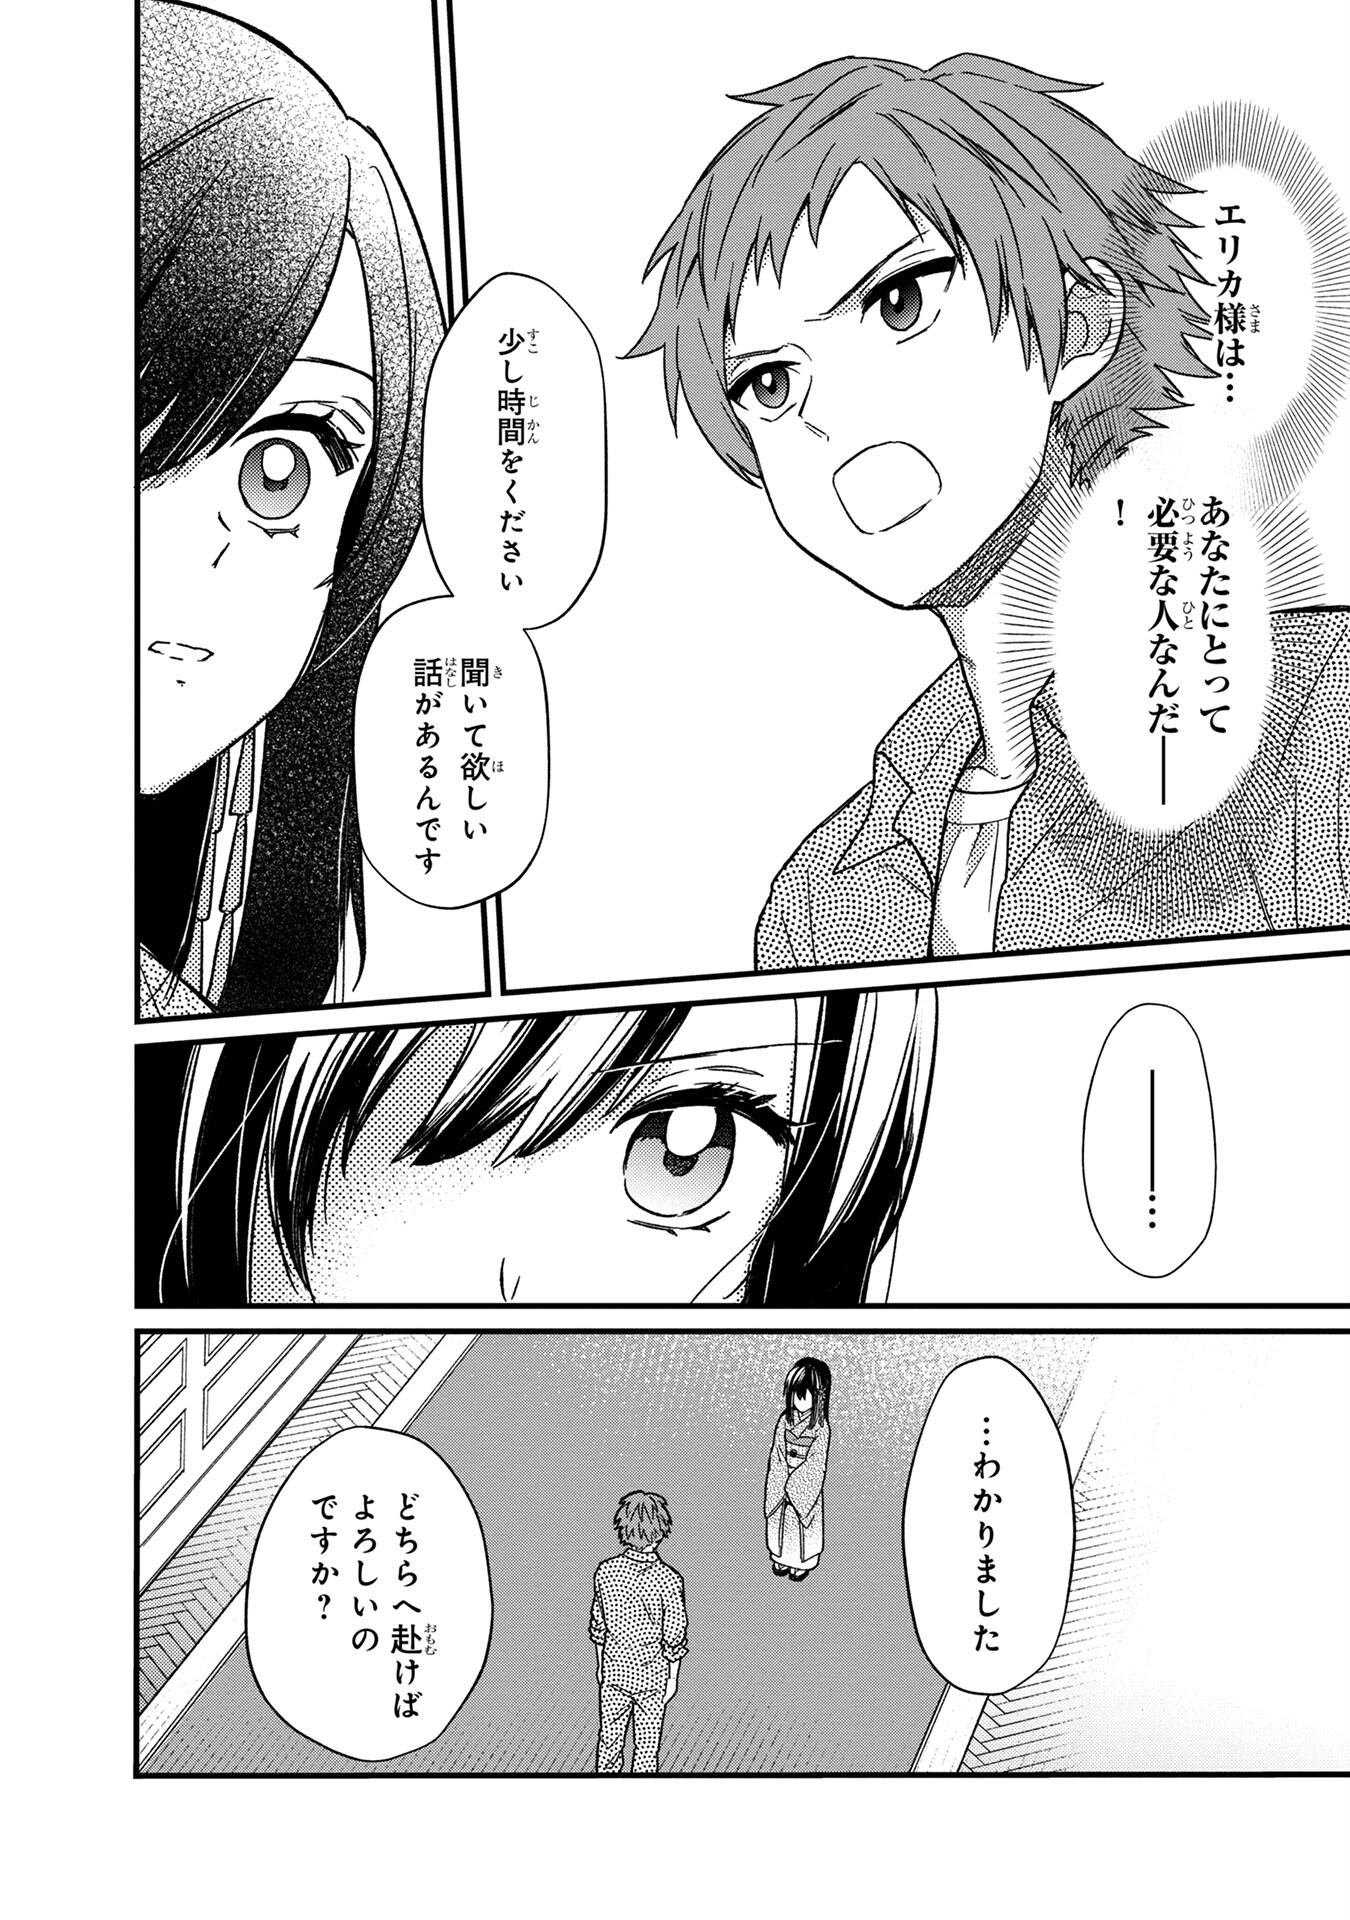 エリカ様は…
あなたにとって
必要な人なんだ――
！
少し時間をください
聞いて欲しい
話があるんです
――…
…わかりました
どちらへ赴けば
よろしいの
ですか？